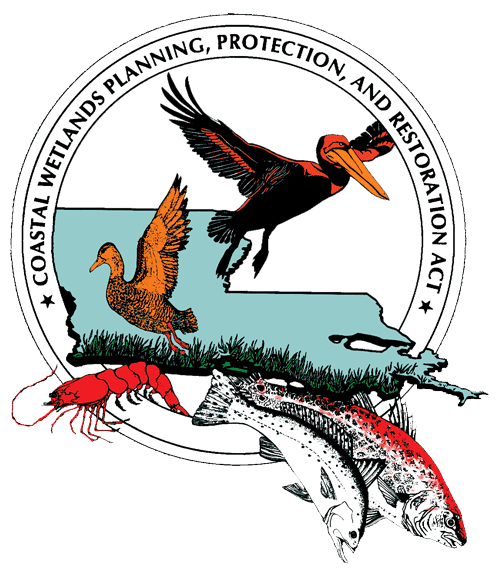 ★ COASTAL WETLANDS PLANNING, PROTECTION, AND RESTORATION ACT ★